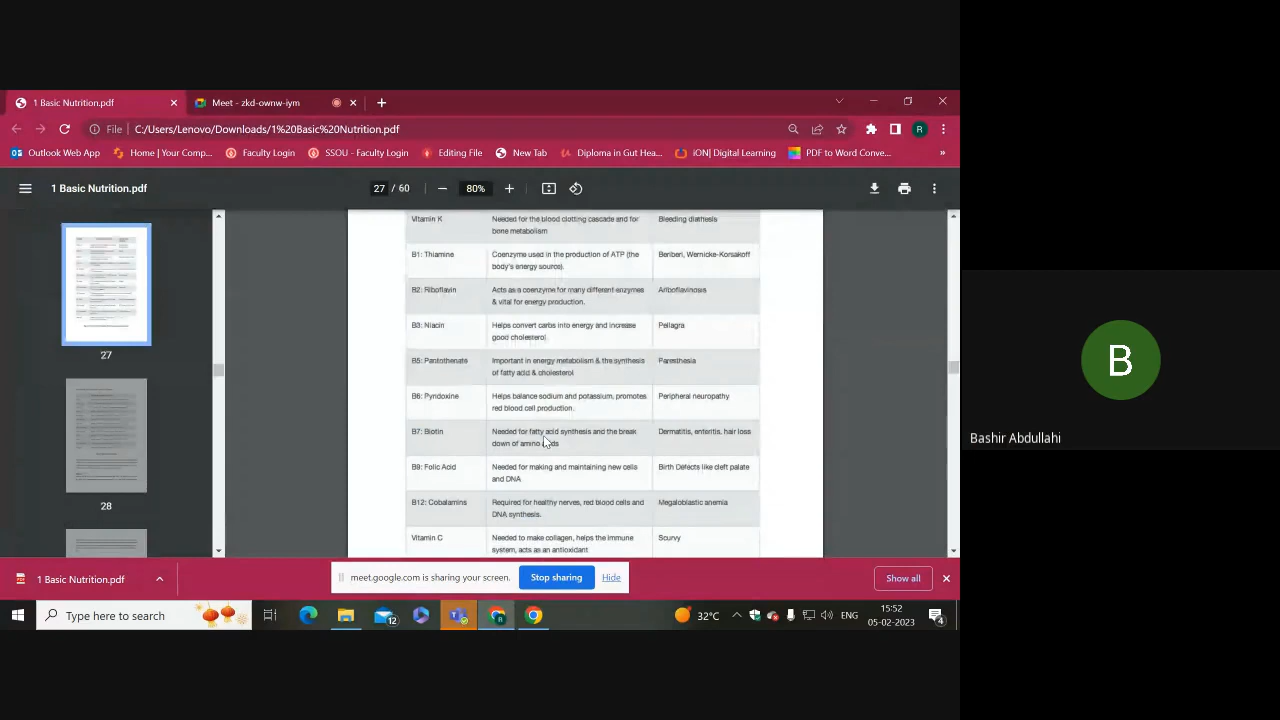 1 Basic Nutrition.pdf
Meet - zkd-ownw-iym
File
C:/Users/Lenovo/Downloads/1%20Basic%20Nutrition.pdf
Outlook Web App
Home | Your Comp...
Faculty Login
SSOU - Faculty Login
Editing File
New Tab
Diploma in Gut Hea...
iON| Digital Learning
PDF to Word Conve...
»
1 Basic Nutrition.pdf
27 / 60
80%
27
28
Vitamin K
Needed for the blood clotting cascade and for
bone metabolism
Bleeding diathesis
B1: Thiamine
Coenzyme used in the production of ATP (the
body's energy source).
Beriberi, Wernicke-Korsakoff
B2: Riboflavin
Acts as a coenzyme for many different enzymes
& vital for energy production.
Ariboflavinosis
B3: Niacin
Helps convert carbs into energy and increase
good cholesterol.
Pellagra
B5: Pantothenate
Important in energy metabolism & the synthesis
of fatty acid & cholesterol
Paresthesia
B6: Pyridoxine
Helps balance sodium and potassium, promotes
red blood cell production.
Peripheral neuropathy
B7: Biotin
Needed for fatty acid synthesis and the break
down of amino acids
Dermatitis, enteritis, hair loss
B9: Folic Acid
Needed for making and maintaining new cells
and DNA
Birth Defects like cleft palate
B12: Cobalamins
Required for healthy nerves, red blood cells and
DNA synthesis.
Megaloblastic anemia
Vitamin C
Needed to make collagen, helps the immune
system, acts as an antioxidant
Scurvy
1 Basic Nutrition.pdf
meet.google.com is sharing your screen.
Stop sharing
Hide
Show all
Type here to search
12
32°C
ENG
15:52
05-02-2023
4
R
B
Bashir Abdullahi